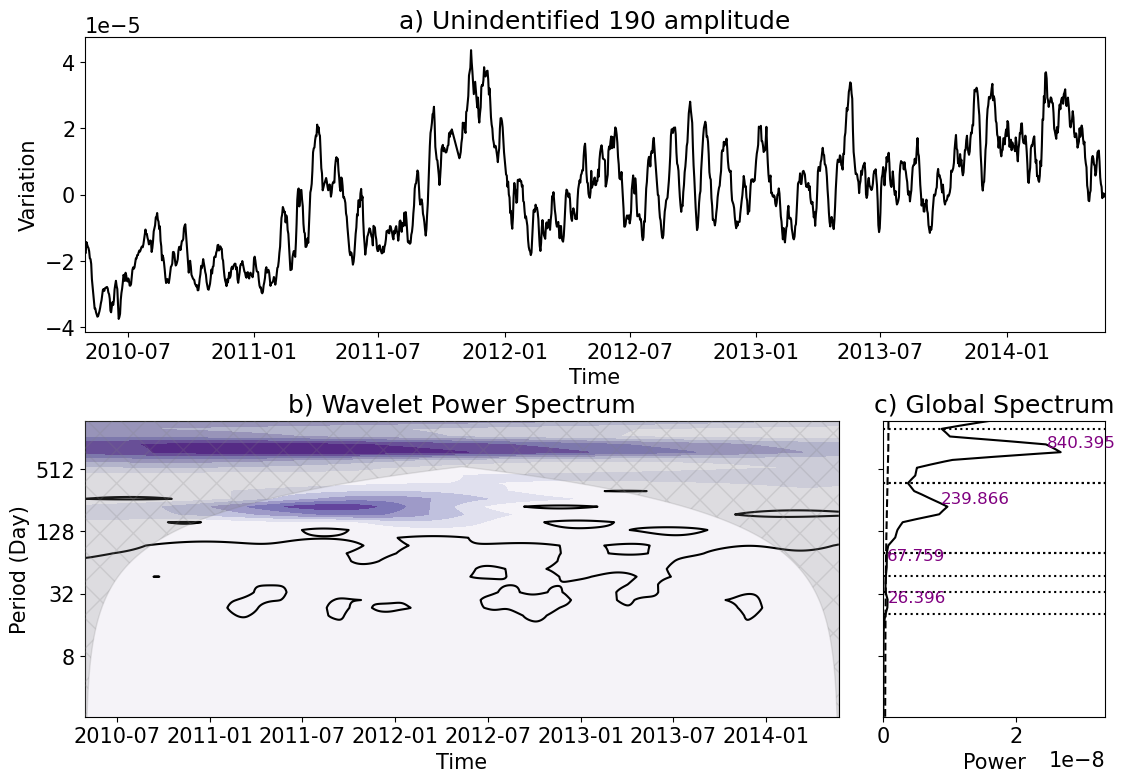 a) Unidentified 190 amplitude
1e−5
4
2
0
−2
−4
Variation
2010-07 2011-01 2011-07 2012-01 2012-07 2013-01 2013-07 2014-01
Time
b) Wavelet Power Spectrum
512
128
32
8
Period (Day)
2010-07 2011-01 2011-07 2012-01 2012-07 2013-01 2013-07 2014-01
Time
c) Global Spectrum
840.395
239.866
67.759
26.396
0 2
Power 1e−8